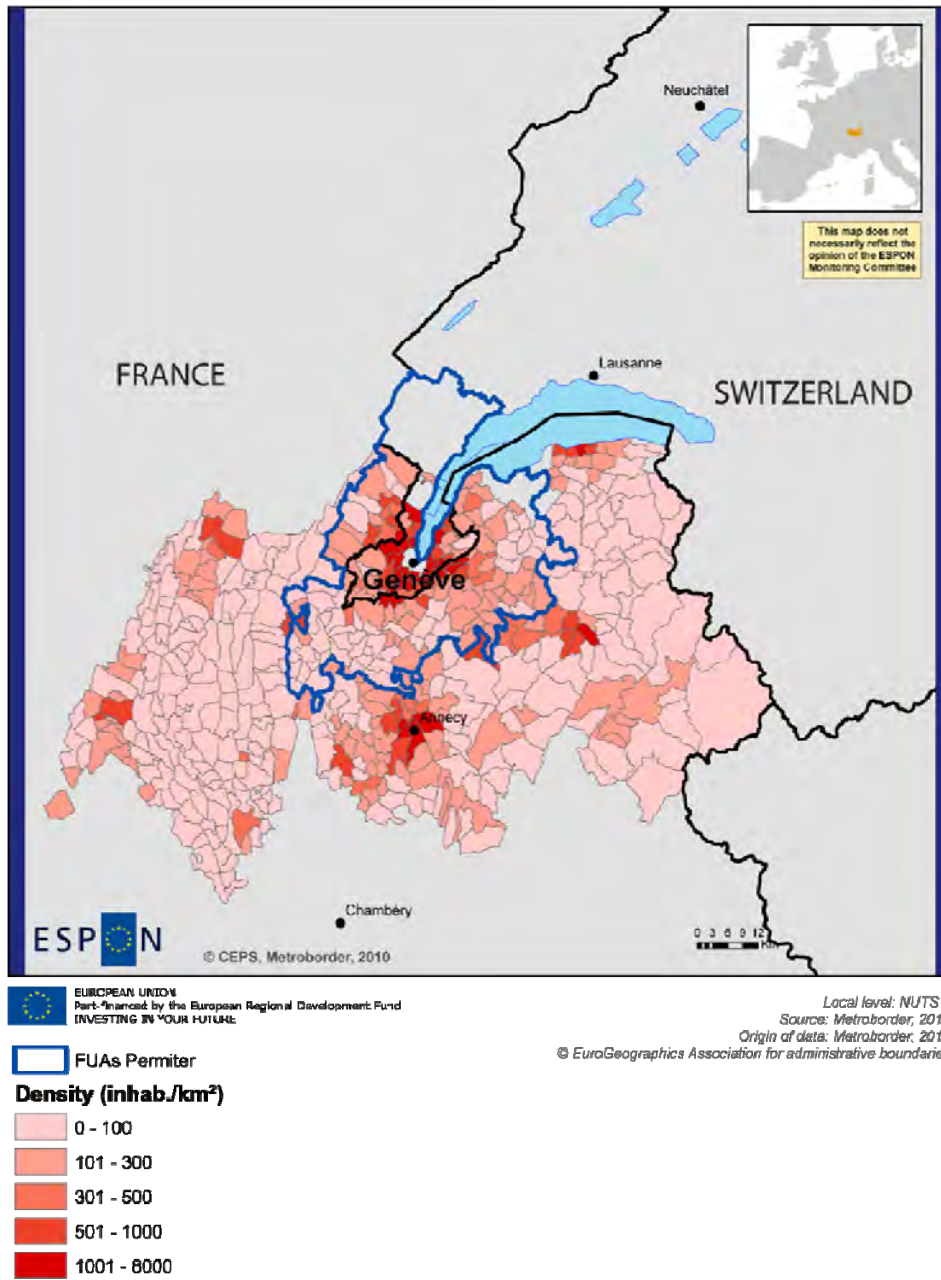 Neuchâtel
This map does not
necessarily reflect the
opinion of the ESPON
Monitoring Committee
FRANCE
Lausanne
SWITZERLAND
Genève
Annecy
Chambéry
0 3 6 9 12
Km
ESPON
© CEPS, Metroborder, 2010
EUROPEAN UNION
Part-financed by the European Regional Development Fund
INVESTING IN YOUR FUTURE
Local level: NUTS
Source: Metroborder, 201
Origin of data: Metroborder, 201
© EuroGeographics Association for administrative boundarie
FUAs Permiter
Density (inhab./km²)
0 - 100
101 - 300
301 - 500
501 - 1000
1001 - 8000